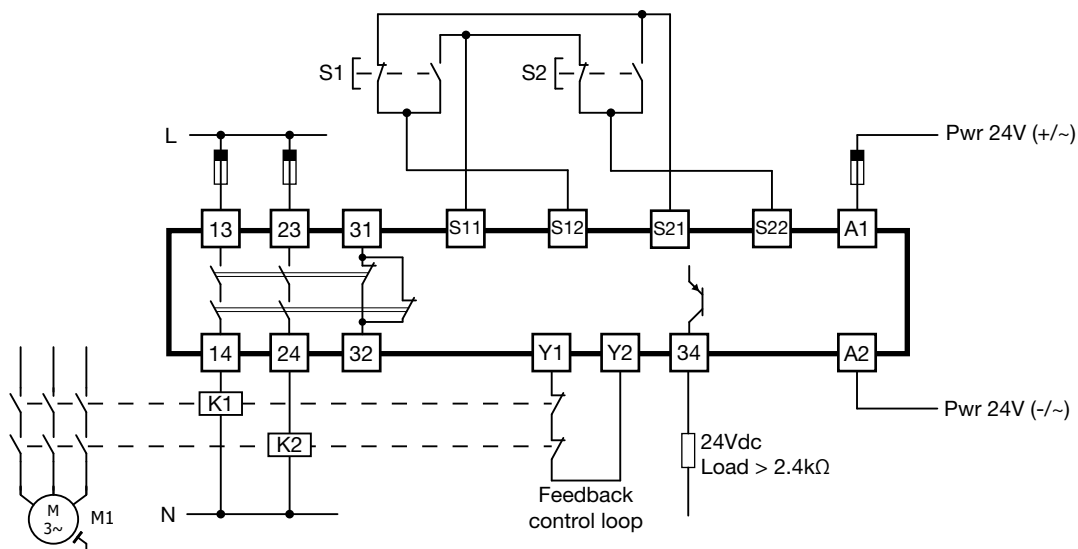 S1
S2
L
Pwr 24V (+/~)
13
23
31
S11
S12
S21
S22
A1
14
24
32
Y1
Y2
34
A2
K1
Pwr 24V (-/~)
K2
24Vdc
Load > 2.4kΩ
Feedback
control loop
M
3~
M1
N